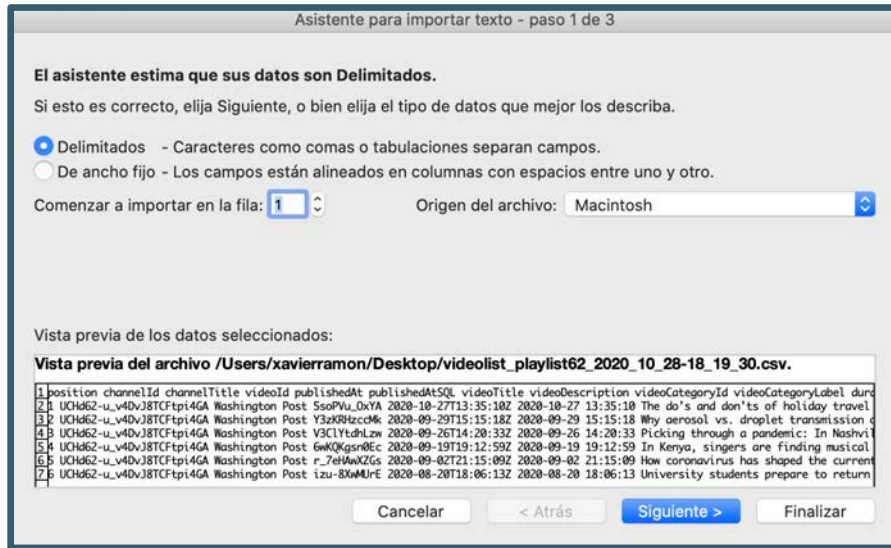 Asistente para importar texto - paso 1 de 3
El asistente estima que sus datos son Delimitados.
Si esto es correcto, elija Siguiente, o bien elija el tipo de datos que mejor los describa.
Delimitados - Caracteres como comas o tabulaciones separan campos.
De ancho fijo - Los campos están alineados en columnas con espacios entre uno y otro.
Comenzar a importar en la fila: 1 Origen del archivo: Macintosh
Vista previa de los datos seleccionados:
Vista previa del archivo /Users/xavierramon/Desktop/videolist_playlist62_2020_10_28-18_19_30.csv.
1 position channelId channelTitle videoId publishedAt publishedAtSQL videoTitle videoDescription videoCategoryId videoCategoryLabel dura
2 1 UCHd62-u_v4DvJ8TCFtpi4GA Washington Post SsoPVu_OxYA 2020-10-27T13:35:10Z 2020-10-27 13:35:10 The do's and don'ts of holiday travel
3 2 UCHd62-u_v4DvJ8TCFtpi4GA Washington Post Y3zKRHzccMk 2020-09-29T15:15:18Z 2020-09-29 15:15:18 Why aerosol vs. droplet transmission
4 3 UCHd62-u_v4DvJ8TCFtpi4GA Washington Post V3ClYtdhLzw 2020-09-26T14:20:33Z 2020-09-26 14:20:33 Picking through a pandemic: In Nashvil
5 4 UCHd62-u_v4DvJ8TCFtpi4GA Washington Post 6wKQKgsn0Ec 2020-09-19T19:12:59Z 2020-09-19 19:12:59 In Kenya, singers are finding musical
6 5 UCHd62-u_v4DvJ8TCFtpi4GA Washington Post r_7eHAwXZGs 2020-09-02T21:15:09Z 2020-09-02 21:15:09 How coronavirus has shaped the current
7 6 UCHd62-u_v4DvJ8TCFtpi4GA Washington Post izu-8XwMUrE 2020-08-20T18:06:13Z 2020-08-20 18:06:13 University students prepare to return
Cancelar < Atrás Siguiente > Finalizar